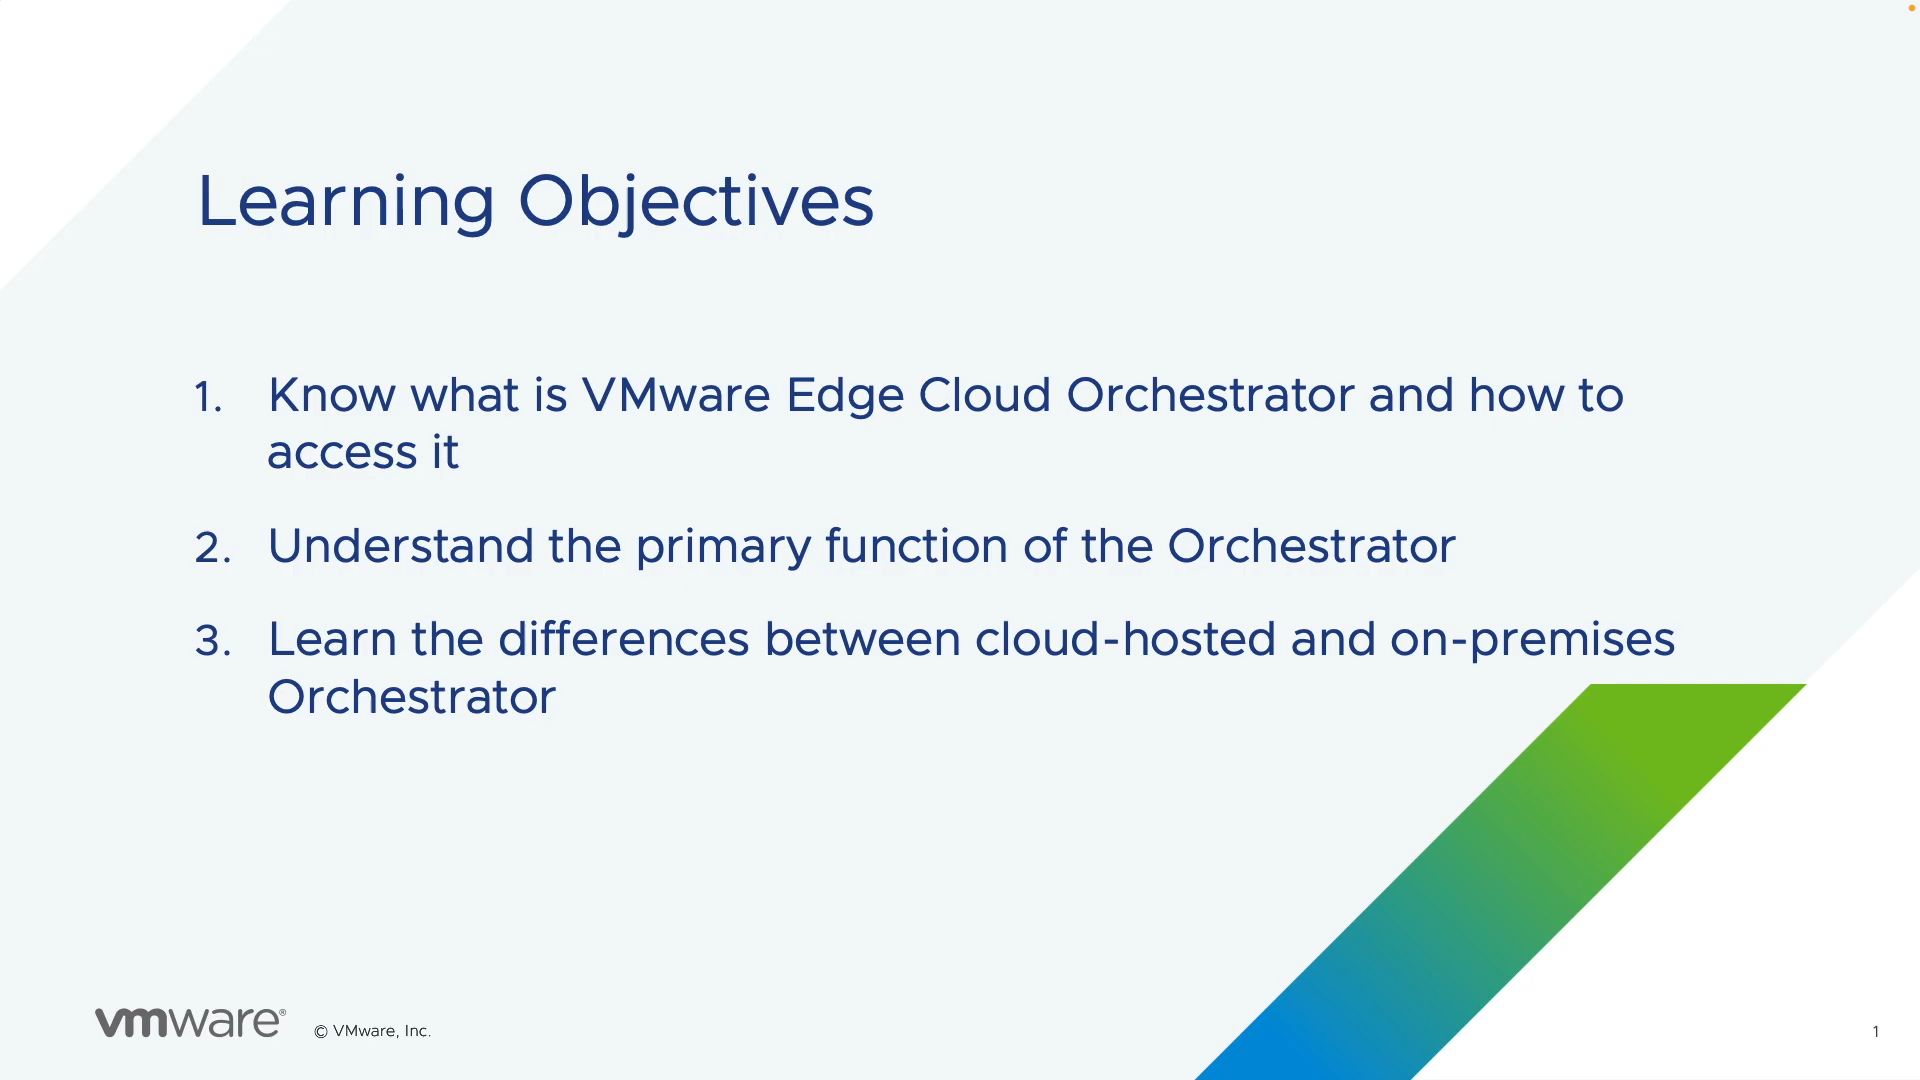 Learning Objectives
1. Know what is VMware Edge Cloud Orchestrator and how to
access it
2. Understand the primary function of the Orchestrator
3. Learn the differences between cloud-hosted and on-premises
Orchestrator
vmware® © VMware, Inc. 1